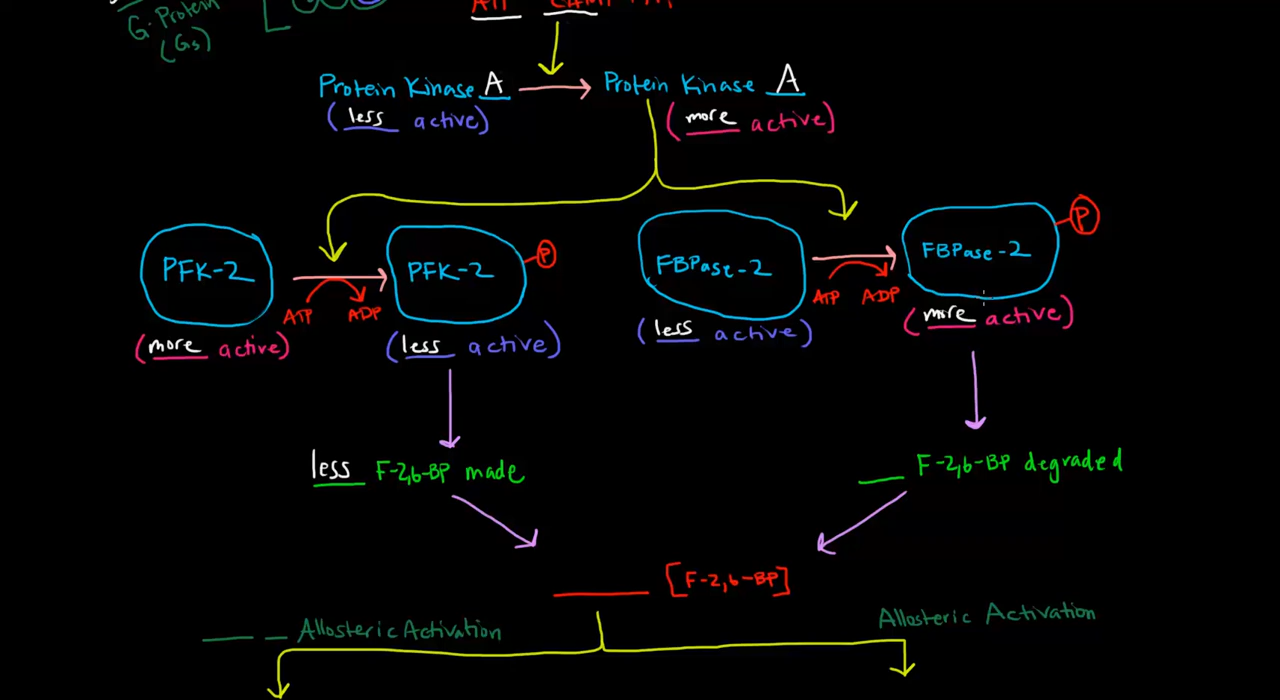 G-Protein
(Gs)
ATP CAMP
Protein Kinase A
(less active)
Protein Kinase A
(more active)
PFK-2
ATP ADP
(more active)
PFK-2 P
(less active)
FBPase-2
ATP ADP
(less active)
FBPase-2 P
(more active)
less F-2,6-BP made
F-2,6-BP degraded
[F-2,6-BP]
Allosteric Activation
Allosteric Activation